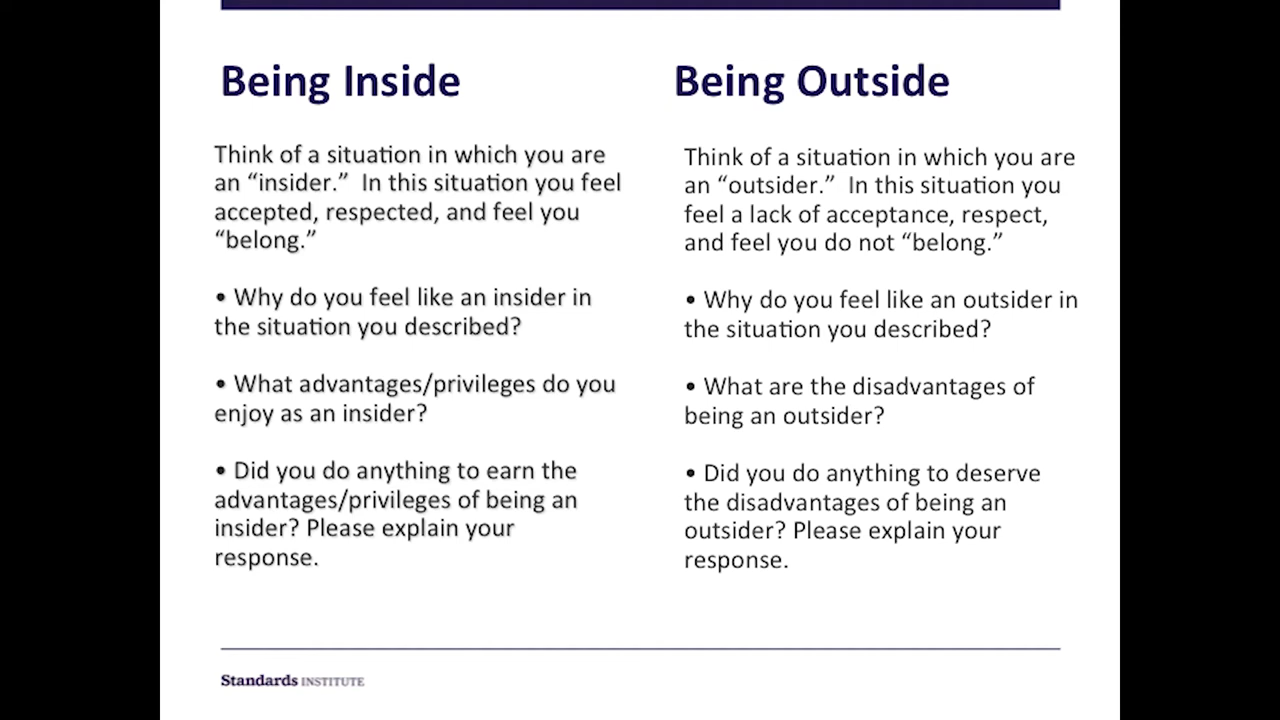 Being Inside
Think of a situation in which you are
an “insider.”  In this situation you feel
accepted, respected, and feel you
“belong.”
• Why do you feel like an insider in
the situation you described?
• What advantages/privileges do you
enjoy as an insider?
• Did you do anything to earn the
advantages/privileges of being an
insider? Please explain your
response.
Being Outside
Think of a situation in which you are
an “outsider.”  In this situation you
feel a lack of acceptance, respect,
and feel you do not “belong.”
• Why do you feel like an outsider in
the situation you described?
• What are the disadvantages of
being an outsider?
• Did you do anything to deserve
the disadvantages of being an
outsider? Please explain your
response.
Standards INSTITUTE